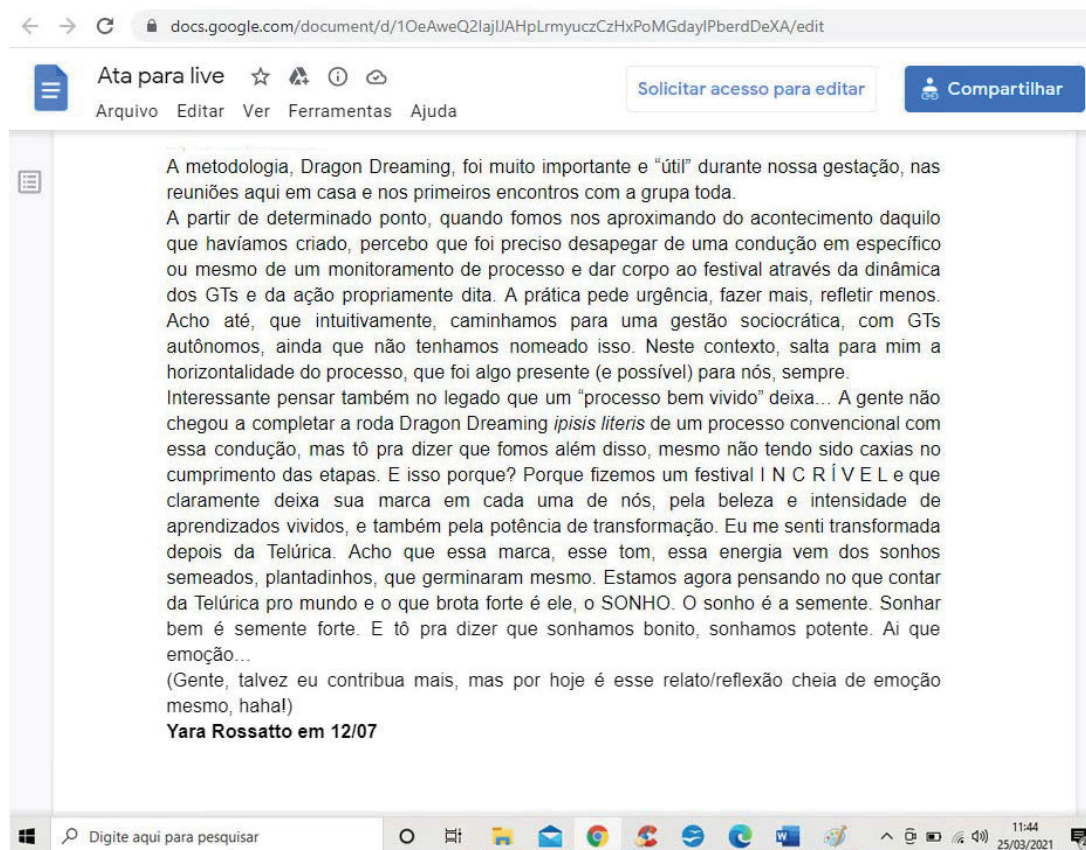 docs.google.com/document/d/1OeAweQ2lajlJAHpLrmyuczCzHxPoMGdaylPberdDeXA/edit
Ata para live
Solicitar acesso para editar
Compartilhar
Arquivo Editar Ver Ferramentas Ajuda
A metodologia, Dragon Dreaming, foi muito importante e “útil” durante nossa gestação, nas
reuniões aqui em casa e nos primeiros encontros com a grupa toda.
A partir de determinado ponto, quando fomos nos aproximando do acontecimento daquilo
que havíamos criado, percebo que foi preciso desapegar de uma condução em específico
ou mesmo de um monitoramento de processo e dar corpo ao festival através da dinâmica
dos GTs e da ação propriamente dita. A prática pede urgência, fazer mais, refletir menos.
Acho até, que intuitivamente, caminhamos para uma gestão sociocrática, com GTs
autônomos, ainda que não tenhamos nomeado isso. Neste contexto, salta para mim a
horizontalidade do processo, que foi algo presente (e possível) para nós, sempre.
Interessante pensar também no legado que um “processo bem vivido” deixa... A gente não
chegou a completar a roda Dragon Dreaming ipisis literis de um processo convencional com
essa condução, mas tô pra dizer que fomos além disso, mesmo não tendo sido caxias no
cumprimento das etapas. E isso porque? Porque fizemos um festival I N C R Í V E L e que
claramente deixa sua marca em cada uma de nós, pela beleza e intensidade de
aprendizados vividos, e também pela potência de transformação. Eu me senti transformada
depois da Telúrica. Acho que essa marca, esse tom, essa energia vem dos sonhos
semeados, plantadinhos, que germinaram mesmo. Estamos agora pensando no que contar
da Telúrica pro mundo e o que brota forte é ele, o SONHO. O sonho é a semente. Sonhar
bem é semente forte. E tô pra dizer que sonhamos bonito, sonhamos potente. Ai que
emoção...
(Gente, talvez eu contribua mais, mas por hoje é esse relato/reflexão cheia de emoção
mesmo, haha!)
Yara Rossatto em 12/07
Digite aqui para pesquisar
11:44
25/03/2021